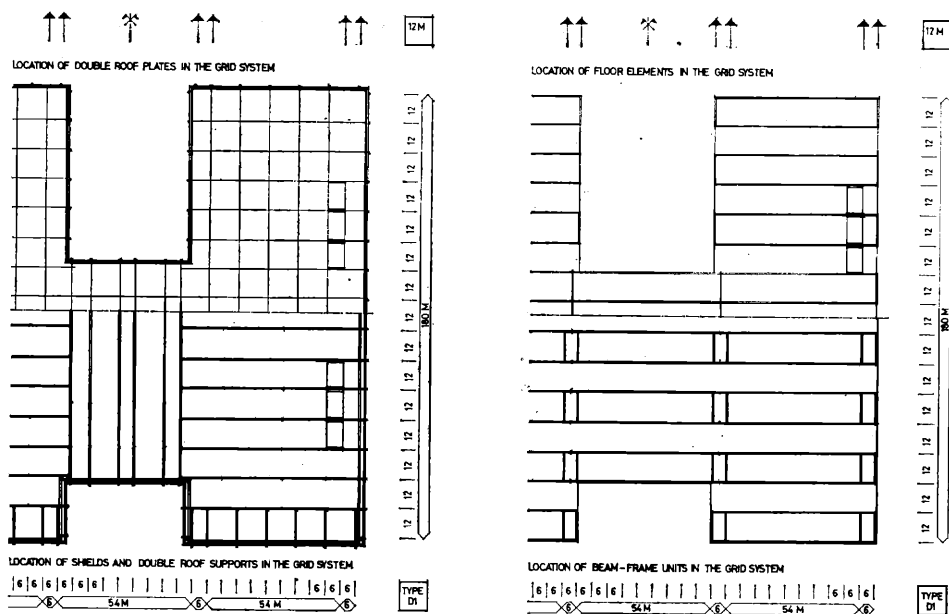 12M
LOCATION OF DOUBLE ROOF PLATES IN THE GRID SYSTEM
12
12
12
12
12
12
12
180 M
12
12
12
12
12
12
12
12
LOCATION OF SHIELDS AND DOUBLE ROOF SUPPORTS IN THE GRID SYSTEM
6 6 6 6 6 6 6 6 6
6 54 M 6 54 M 6
TYPE
D1
12M
LOCATION OF FLOOR ELEMENTS IN THE GRID SYSTEM
12
12
12
12
12
12
12
180 M
12
12
12
12
12
12
12
12
LOCATION OF BEAM-FRAME UNITS IN THE GRID SYSTEM
6 6 6 6 6 6 6 6 6
6 54 M 6 54 M 6
TYPE
D1